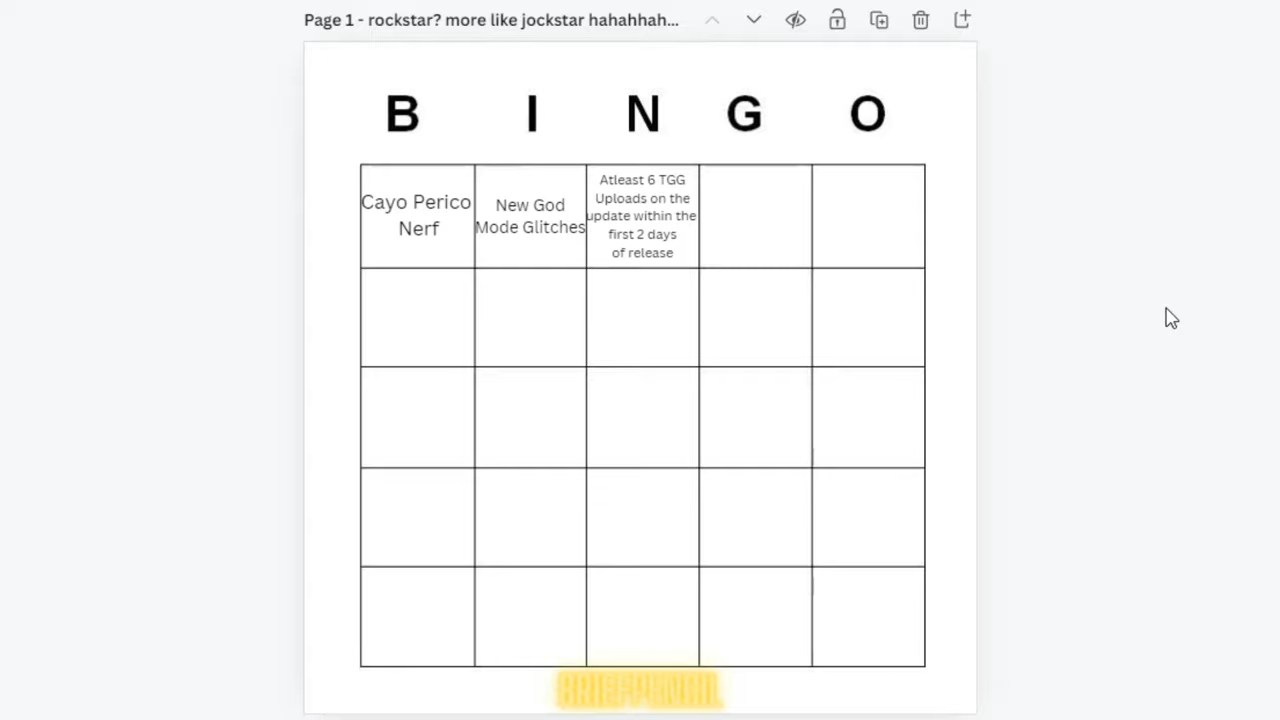 Page 1 - rockstar? more like jockstar hahahhah...
B I N G O
Cayo Perico
Nerf
New God
Mode Glitches
Atleast 6 TGG
Uploads on the
update within the
first 2 days
of release